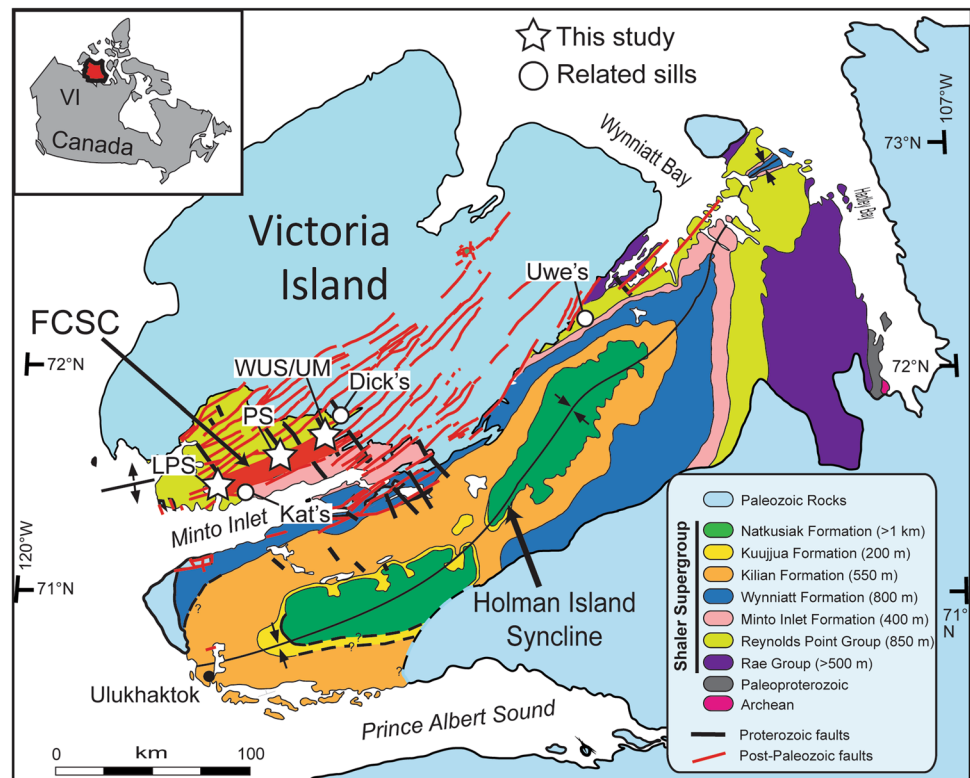 VI
Canada
This study
Related sills
107°W
73°N
Wynniatt Bay
Hadley Bay
Victoria
Island
Uwe's
FCSC
72°N
72°N
WUS/UM
Dick's
PS
LPS
Kat's
Minto Inlet
120°W
71°N
71°N
Holman Island
Syncline
?
?
?
?
Ulukhaktok
Prince Albert Sound
0 km 100
Paleozoic Rocks
Shaler Supergroup
Natkusiak Formation (>1 km)
Kuujjua Formation (200 m)
Kilian Formation (550 m)
Wynniatt Formation (800 m)
Minto Inlet Formation (400 m)
Reynolds Point Group (850 m)
Rae Group (>500 m)
Paleoproterozoic
Archean
Proterozoic faults
Post-Paleozoic faults